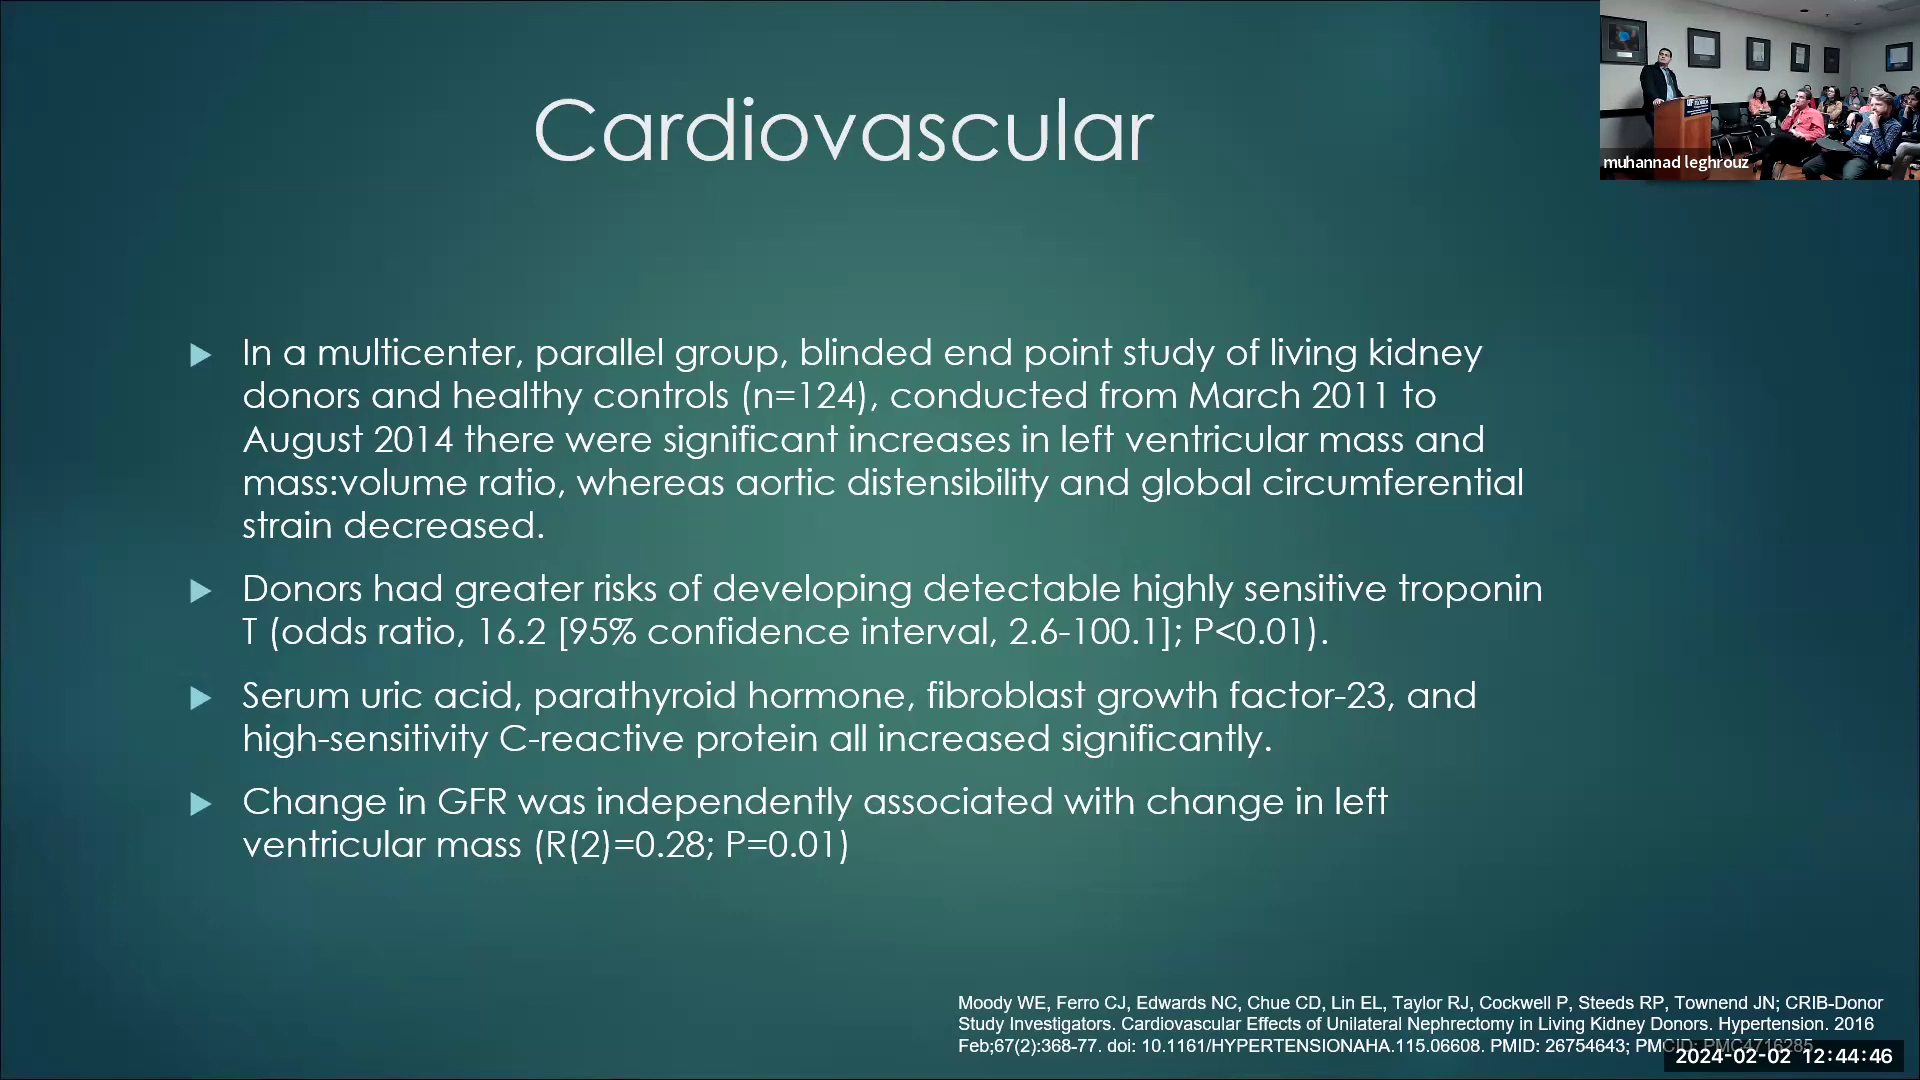 Cardiovascular
muhannad leghrouz
In a multicenter, parallel group, blinded end point study of living kidney
donors and healthy controls (n=124), conducted from March 2011 to
August 2014 there were significant increases in left ventricular mass and
mass:volume ratio, whereas aortic distensibility and global circumferential
strain decreased.
Donors had greater risks of developing detectable highly sensitive troponin
T (odds ratio, 16.2 [95% confidence interval, 2.6-100.1]; P<0.01).
Serum uric acid, parathyroid hormone, fibroblast growth factor-23, and
high-sensitivity C-reactive protein all increased significantly.
Change in GFR was independently associated with change in left
ventricular mass (R(2)=0.28; P=0.01)
Moody WE, Ferro CJ, Edwards NC, Chue CD, Lin EL, Taylor RJ, Cockwell P, Steeds RP, Townend JN; CRIB-Donor
Study Investigators. Cardiovascular Effects of Unilateral Nephrectomy in Living Kidney Donors. Hypertension. 2016
Feb;67(2):368-77. doi: 10.1161/HYPERTENSIONAHA.115.06608. PMID: 26754643; PMCID: PMC4716285.
2024-02-02 12:44:46